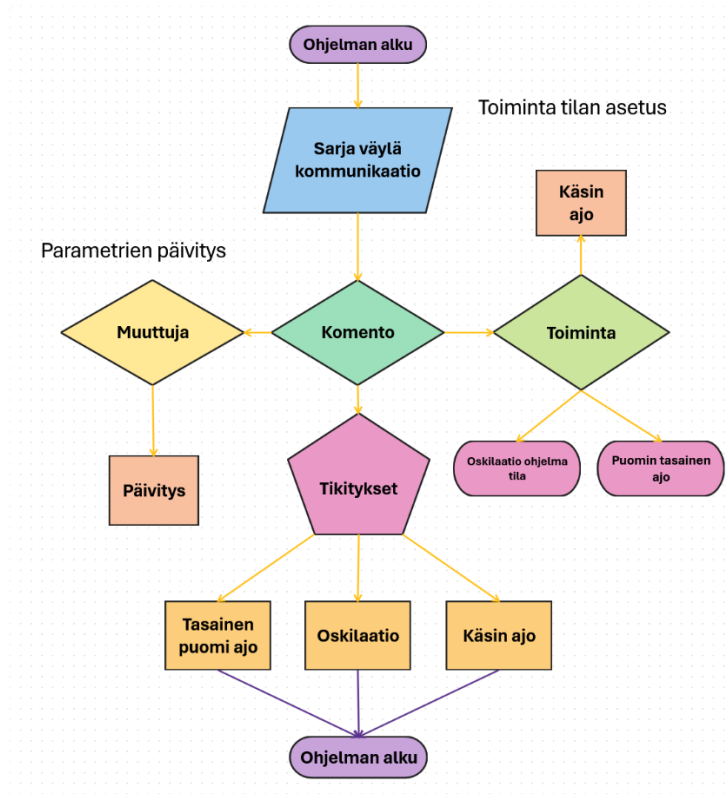 Ohjelman alku
Toiminta tilan asetus
Sarja väylä
kommunikaatio
Käsin
ajo
Parametrien päivitys
Muuttuja
Komento
Toiminta
Oskilaatio ohjelma
tila
Puomin tasainen
ajo
Päivitys
Tikitykset
Tasainen
puomi ajo
Oskilaatio
Käsin ajo
Ohjelman alku